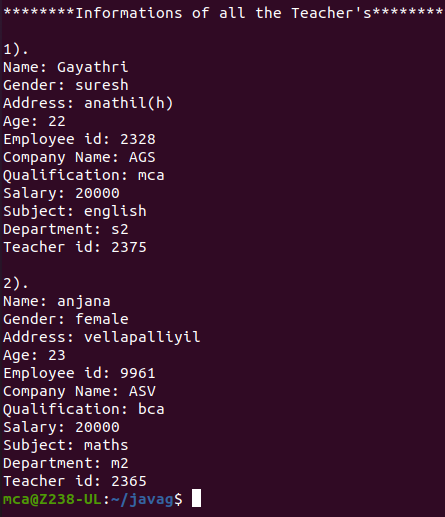 ********Informations of all the Teacher's********
1).
Name: Gayathri
Gender: suresh
Address: anathil(h)
Age: 22
Employee id: 2328
Company Name: AGS
Qualification: mca
Salary: 20000
Subject: english
Department: s2
Teacher id: 2375
2).
Name: anjana
Gender: female
Address: vellapalliyil
Age: 23
Employee id: 9961
Company Name: ASV
Qualification: bca
Salary: 20000
Subject: maths
Department: m2
Teacher id: 2365
mca@Z238-UL:~/javag$